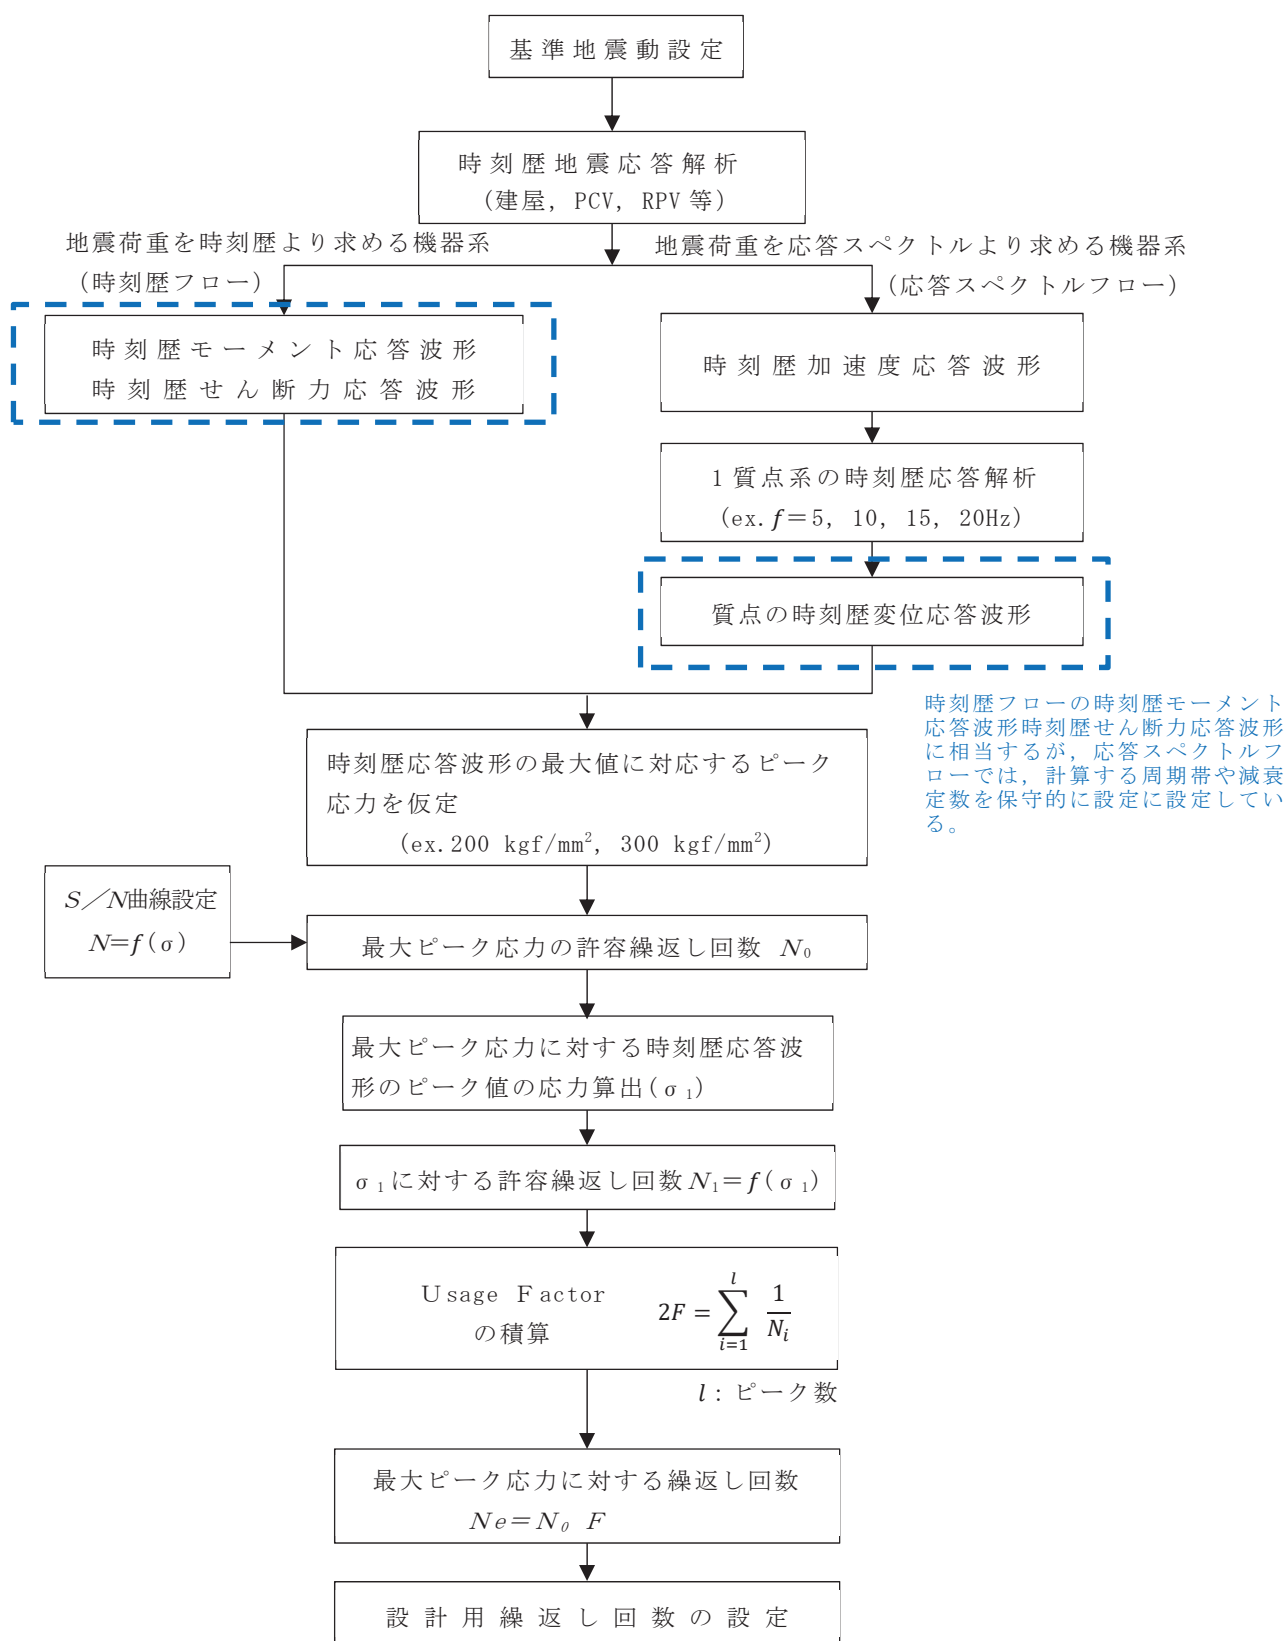 基準地震動設定
時刻歴地震応答解析
(建屋, PCV, RPV 等)
地震荷重を時刻歴より求める機器系
(時刻歴フロー)
地震荷重を応答スペクトルより求める機器系
(応答スペクトルフロー)
時刻歴モーメント応答波形
時刻歴せん断力応答波形
時刻歴加速度応答波形
1質点系の時刻歴応答解析
(ex.f＝5, 10, 15, 20Hz)
質点の時刻歴変位応答波形
時刻歴フローの時刻歴モーメント
応答波形時刻歴せん断力応答波形
に相当するが，応答スペクトルフ
ローでは，計算する周期帯や減衰
定数を保守的に設定に設定してい
る。
時刻歴応答波形の最大値に対応するピーク
応力を仮定
(ex.200 kgf/mm², 300 kgf/mm²)
S／N曲線設定
N=f(σ)
最大ピーク応力の許容繰返し回数 N₀
最大ピーク応力に対する時刻歴応答波
形のピーク値の応力算出(σ₁)
σ₁に対する許容繰返し回数N₁＝f(σ₁)
Ｕsage Ｆactor
の積算
2F = \sum_{i=1}^{l} \frac{1}{N_i}
l：ピーク数
最大ピーク応力に対する繰返し回数
Ne＝N₀ F
設計用繰返し回数の設定